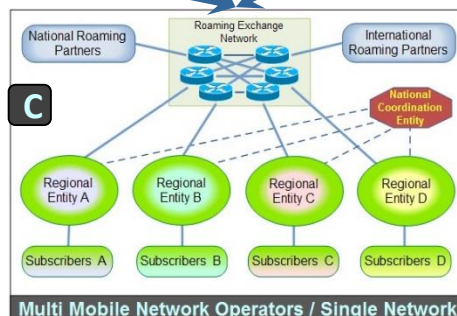 National Roaming
Partners
Roaming Exchange
Network
International
Roaming Partners
C
National
Coordination
Entity
Regional
Entity A
Regional
Entity B
Regional
Entity C
Regional
Entity D
Subscribers A
Subscribers B
Subscribers C
Subscribers D
Multi Mobile Network Operators / Single Network